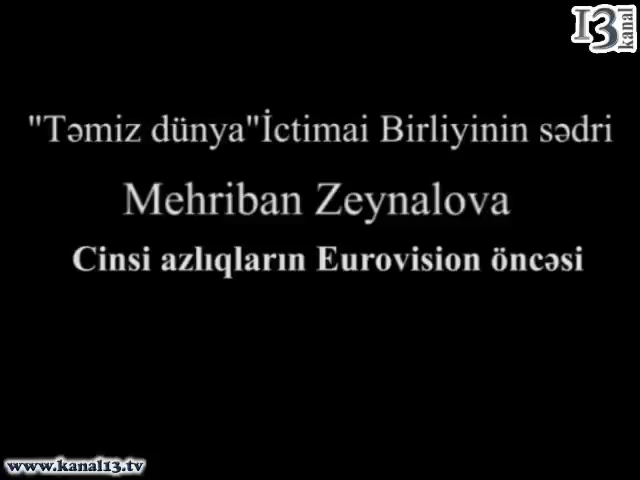 13 kanal
"Təmiz dünya"İctimai Birliyinin sədri
Mehriban Zeynalova
Cinsi azlıqların Eurovision öncəsi
www.kanal13.tv